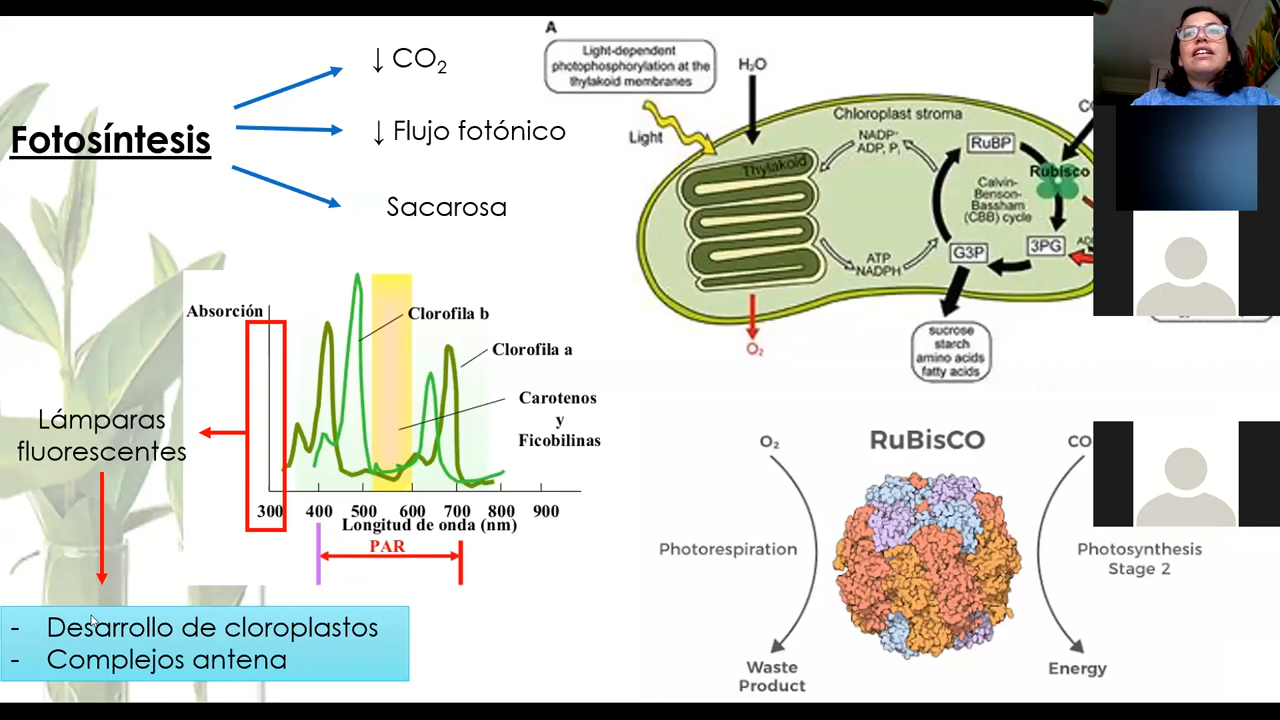 Fotosíntesis
↓ CO₂
↓ Flujo fotónico
Sacarosa
A
Light-dependent
photophosphorylation at the
thylakoid membranes
H₂O
Light
Chloroplast stroma
NADP⁺
ADP, Pᵢ
Thylakoid
RuBP
Rubisco
Calvin-
Benson-
Bassham
(CBB) cycle
ATP
NADPH
G3P
3PG
O₂
sucrose
starch
amino acids
fatty acids
Absorción
Clorofila b
Clorofila a
Carotenos
y
Ficobilinas
300 400 500 600 700 800 900
Longitud de onda (nm)
PAR
Lámparas
fluorescentes
- Desarrollo de cloroplastos
- Complejos antena
RuBisCO
O₂
CO
Photorespiration
Photosynthesis
Stage 2
Waste
Product
Energy